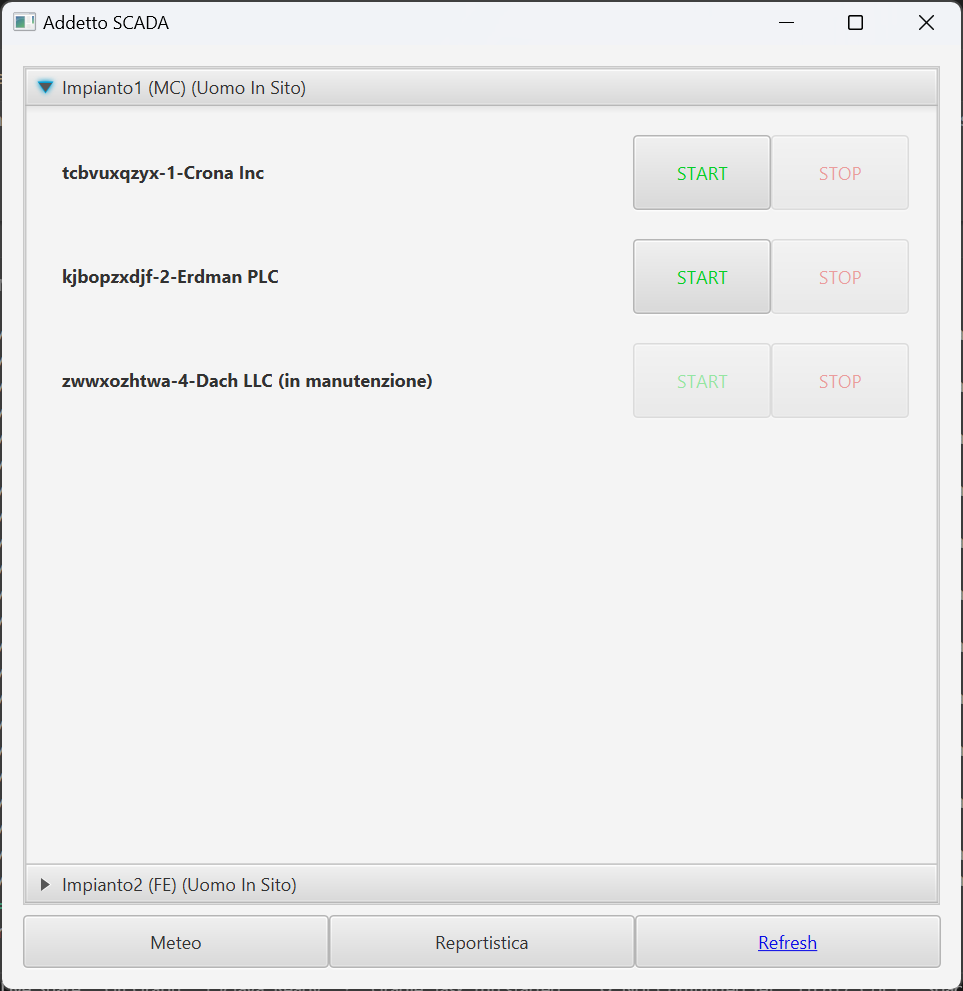 Addetto SCADA
Impianto1 (MC) (Uomo In Sito)
tcbvuxqzyx-1-Crona Inc START STOP
kjbopzxdjf-2-Erdman PLC START STOP
zwwxozhtwa-4-Dach LLC (in manutenzione) START STOP
Impianto2 (FE) (Uomo In Sito)
Meteo Reportistica Refresh